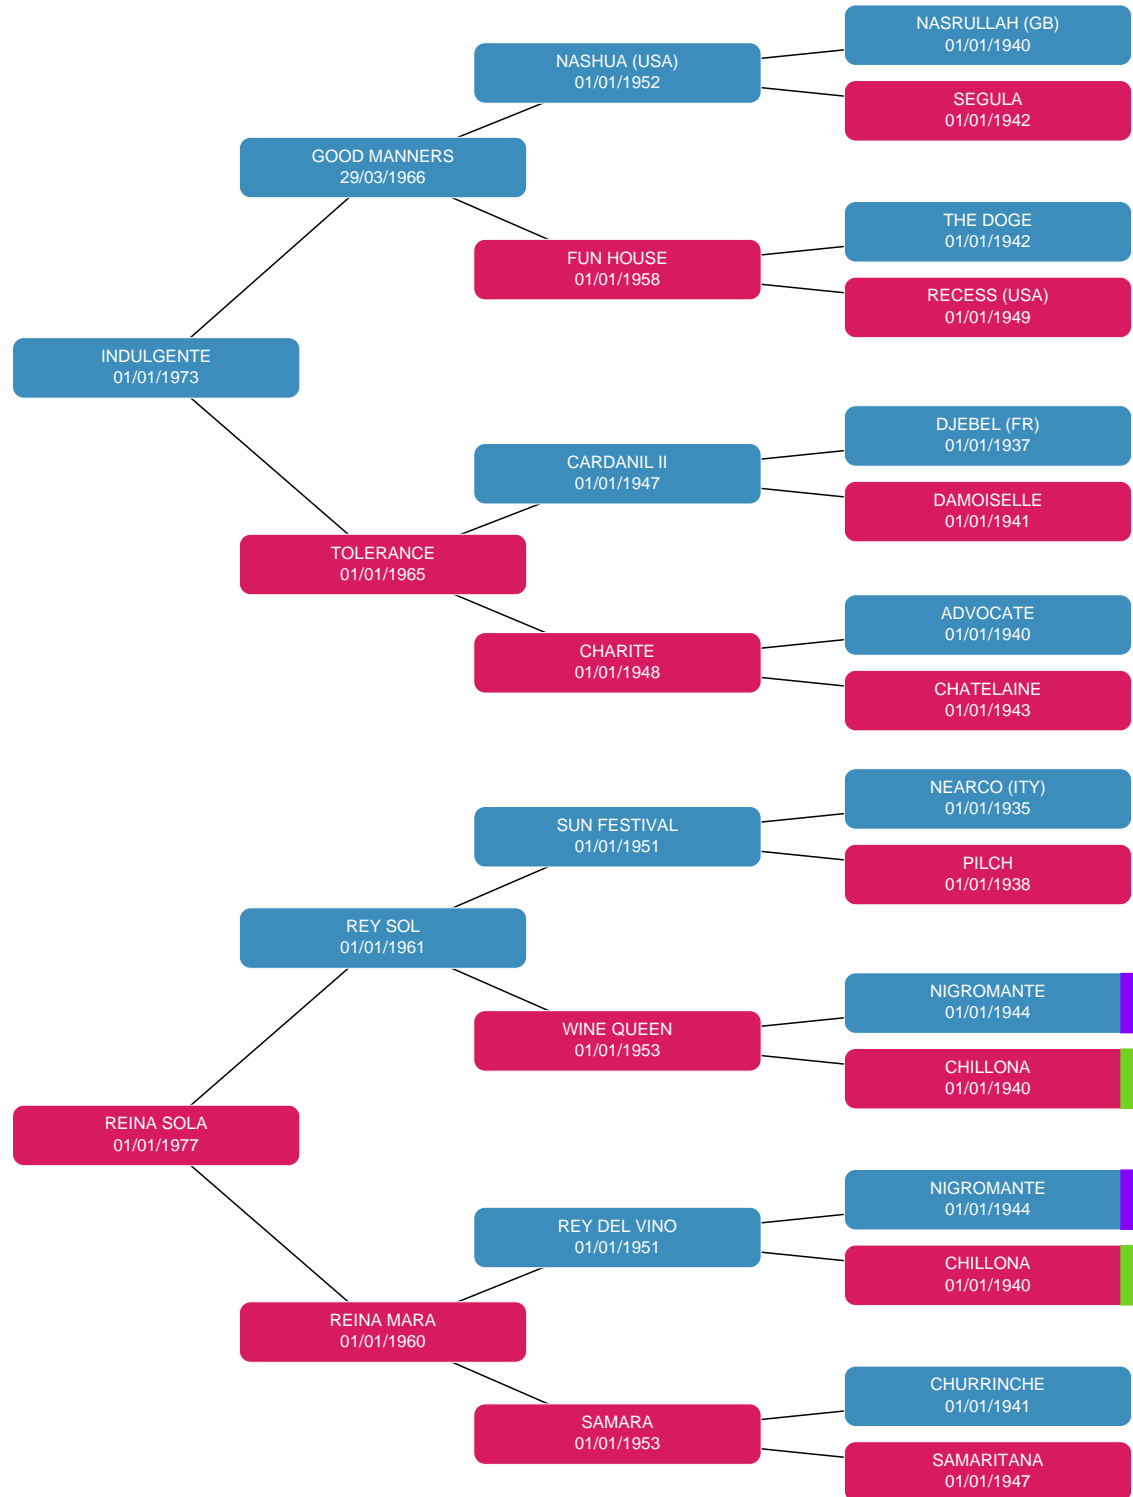 NASRULLAH (GB)
01/01/1940
NASHUA (USA)
01/01/1952
SEGULA
01/01/1942
GOOD MANNERS
29/03/1966
THE DOGE
01/01/1942
FUN HOUSE
01/01/1958
RECESS (USA)
01/01/1949
INDULGENTE
01/01/1973
DJEBEL (FR)
01/01/1937
CARDANIL II
01/01/1947
DAMOISELLE
01/01/1941
TOLERANCE
01/01/1965
ADVOCATE
01/01/1940
CHARITE
01/01/1948
CHATELAINE
01/01/1943
NEARCO (ITY)
01/01/1935
SUN FESTIVAL
01/01/1951
PILCH
01/01/1938
REY SOL
01/01/1961
NIGROMANTE
01/01/1944
WINE QUEEN
01/01/1953
CHILLONA
01/01/1940
REINA SOLA
01/01/1977
NIGROMANTE
01/01/1944
REY DEL VINO
01/01/1951
CHILLONA
01/01/1940
REINA MARA
01/01/1960
CHURRINCHE
01/01/1941
SAMARA
01/01/1953
SAMARITANA
01/01/1947